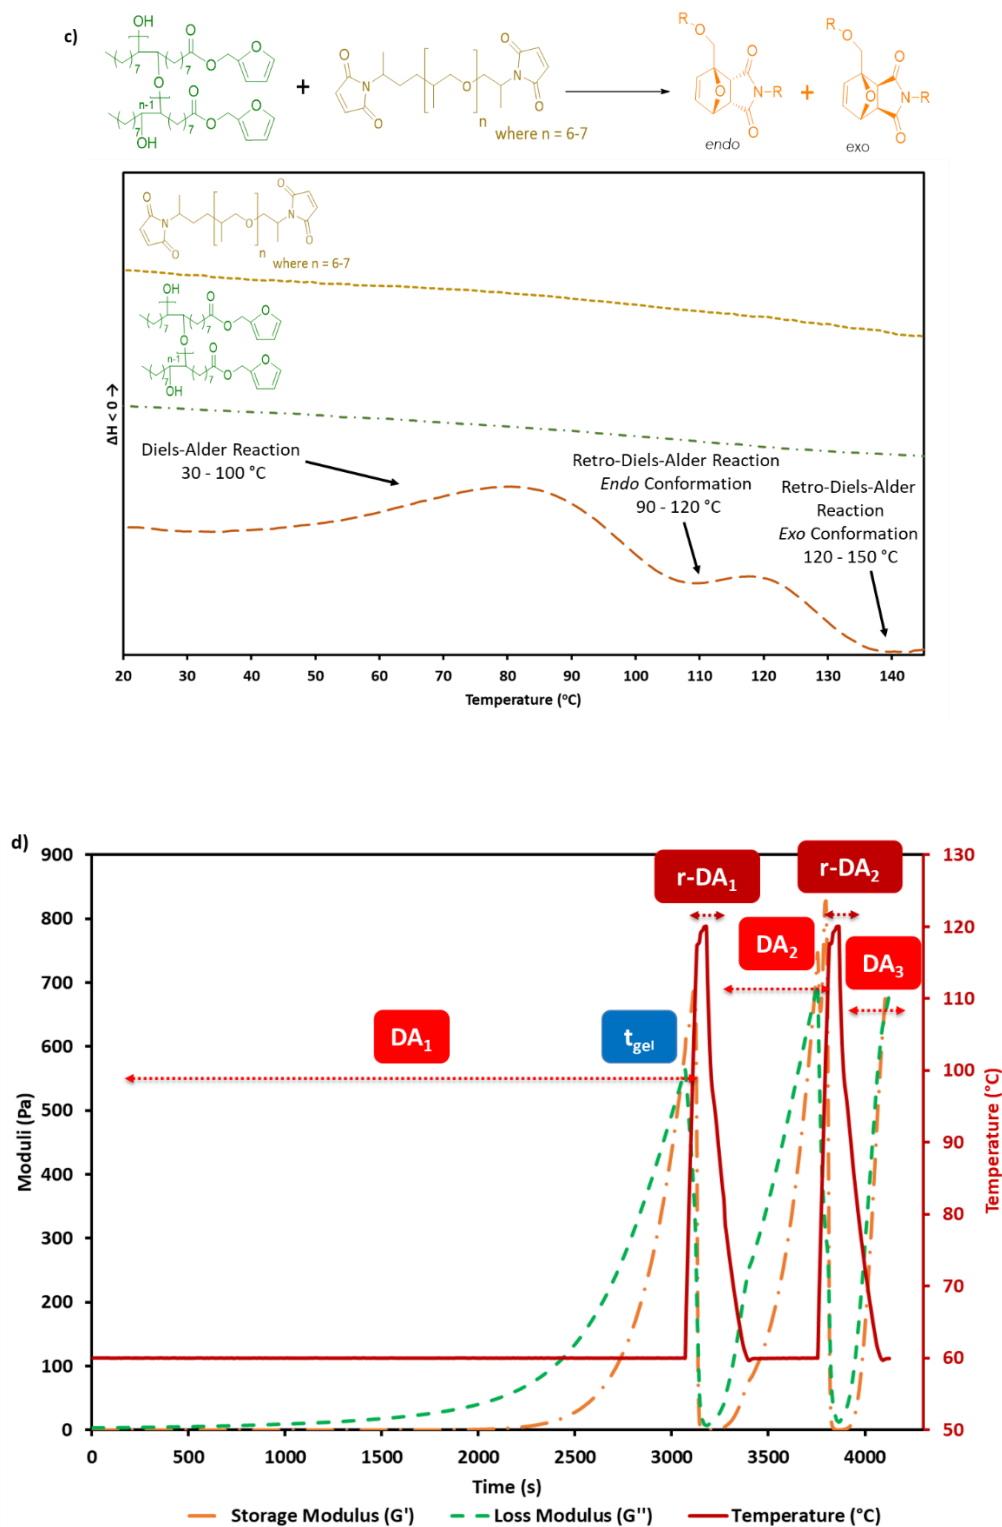 c)
OH
O
7
7
O
O
n-1
O
7
7
O
O
OH
+
O
N
O
O
n
O
N
O
where n = 6-7
R
O
O
O
N-R
O
endo
+
R
O
O
O
N-R
O
exo
O
N
O
O
n
O
N
O
where n = 6-7
OH
O
7
7
O
O
n-1
O
7
7
O
O
OH
ΔH < 0 →
Diels-Alder Reaction
30 - 100 °C
Retro-Diels-Alder Reaction
Endo Conformation
90 - 120 °C
Retro-Diels-Alder
Reaction
Exo Conformation
120 - 150 °C
20 30 40 50 60 70 80 90 100 110 120 130 140
Temperature (°C)
d)
900
800
700
600
500
400
300
200
100
0
Moduli (Pa)
r-DA1
r-DA2
DA2
DA3
DA1
tgel
130
120
110
100
90
80
70
60
50
Temperature (°C)
0 500 1000 1500 2000 2500 3000 3500 4000
Time (s)
Storage Modulus (G') Loss Modulus (G'') Temperature (°C)